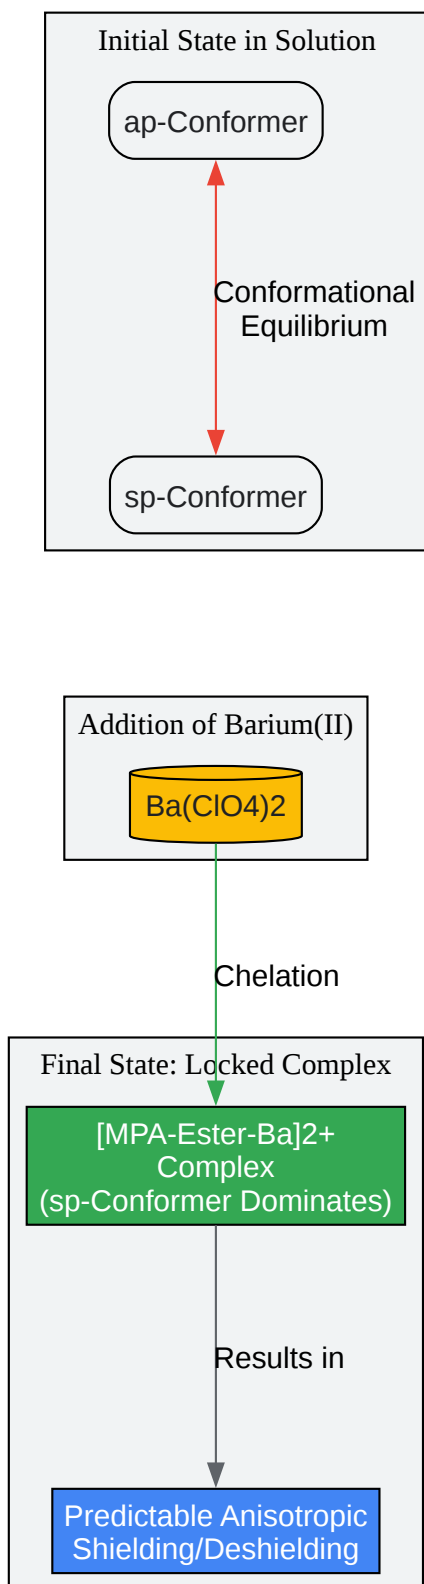 Initial State in Solution
ap-Conformer
Conformational
Equilibrium
sp-Conformer
Addition of Barium(II)
Ba(ClO4)2
Chelation
Final State: Locked Complex
[MPA-Ester-Ba]2+
Complex
(sp-Conformer Dominates)
Results in
Predictable Anisotropic
Shielding/Deshielding